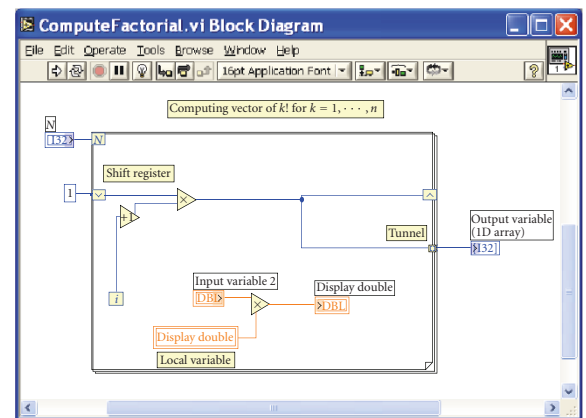 ComputeFactorial.vi Block Diagram
File Edit Operate Tools Browse Window Help
16pt Application Font
?
1
Computing vector of k! for k = 1, · · · , n
N
I32
N
Shift register
1
×
+1
Output variable
(1D array)
Tunnel
I32]
i
Input variable 2
Display double
DBL
×
DBL
Display double
Local variable